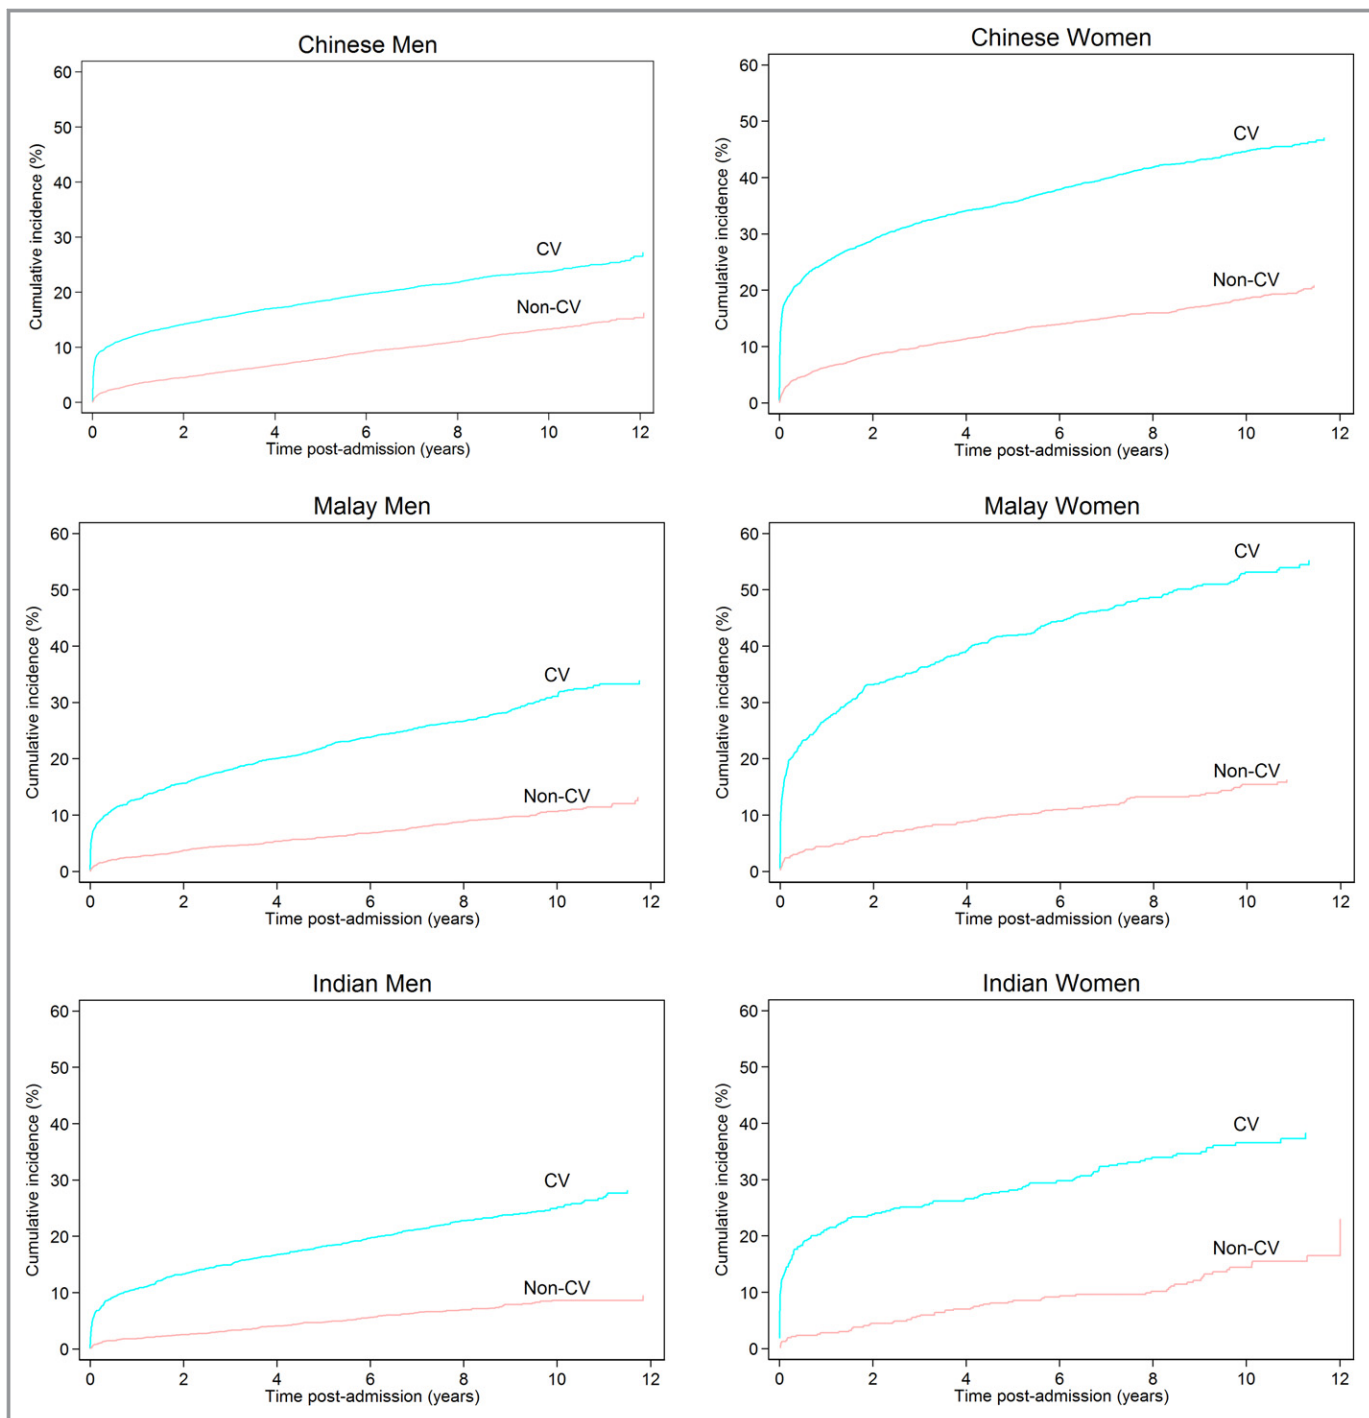 Chinese Men
Cumulative incidence (%)
60
50
40
30
20
10
0
CV
Non-CV
0 2 4 6 8 10 12
Time post-admission (years)
Chinese Women
Cumulative incidence (%)
60
50
40
30
20
10
0
CV
Non-CV
0 2 4 6 8 10 12
Time post-admission (years)
Malay Men
Cumulative incidence (%)
60
50
40
30
20
10
0
CV
Non-CV
0 2 4 6 8 10 12
Time post-admission (years)
Malay Women
Cumulative incidence (%)
60
50
40
30
20
10
0
CV
Non-CV
0 2 4 6 8 10 12
Time post-admission (years)
Indian Men
Cumulative incidence (%)
60
50
40
30
20
10
0
CV
Non-CV
0 2 4 6 8 10 12
Time post-admission (years)
Indian Women
Cumulative incidence (%)
60
50
40
30
20
10
0
CV
Non-CV
0 2 4 6 8 10 12
Time post-admission (years)